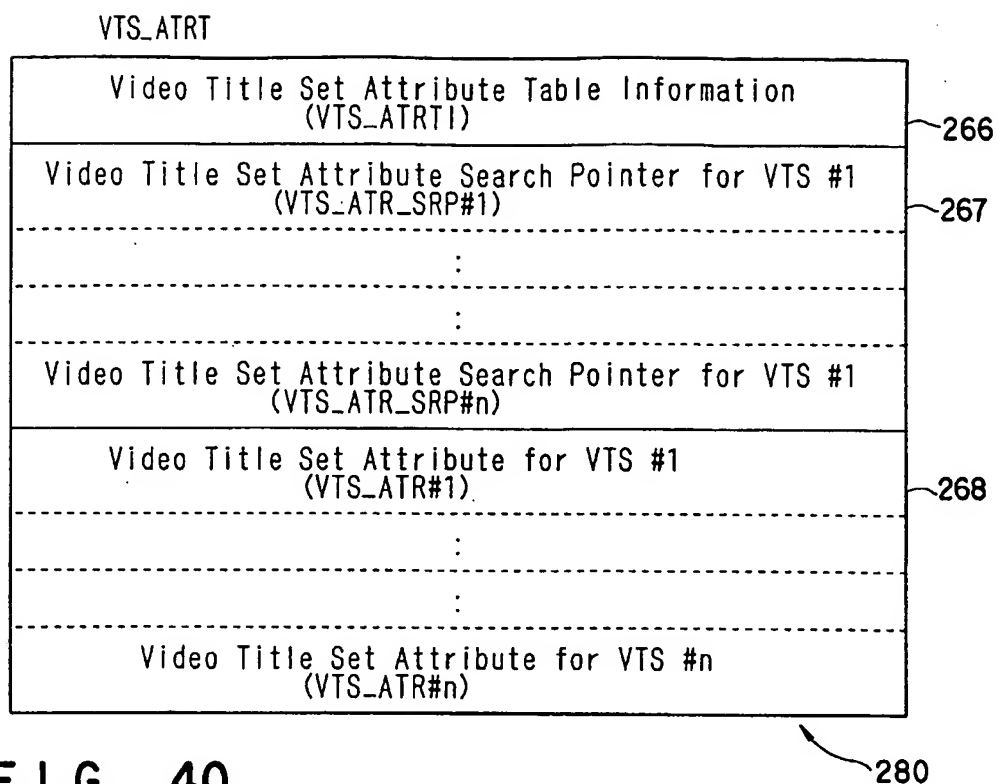 VTS_ATRT
Video Title Set Attribute Table Information
(VTS_ATRTI)
266
Video Title Set Attribute Search Pointer for VTS #1
(VTS_ATR_SRP#1)
267
:
:
Video Title Set Attribute Search Pointer for VTS #1
(VTS_ATR_SRP#n)
Video Title Set Attribute for VTS #1
(VTS_ATR#1)
268
:
:
Video Title Set Attribute for VTS #n
(VTS_ATR#n)
280
FIG. 40